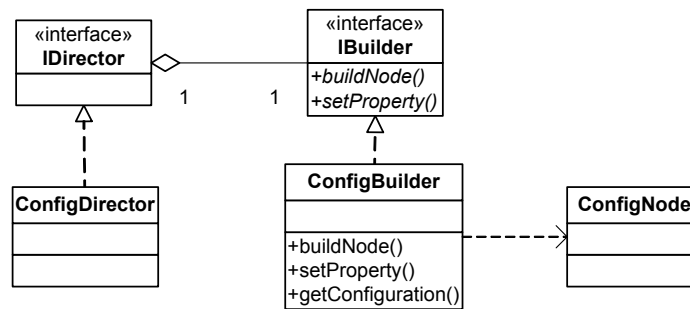 «interface»
IDirector
1
1
«interface»
IBuilder
+buildNode()
+setProperty()
ConfigDirector
ConfigBuilder
+buildNode()
+setProperty()
+getConfiguration()
ConfigNode